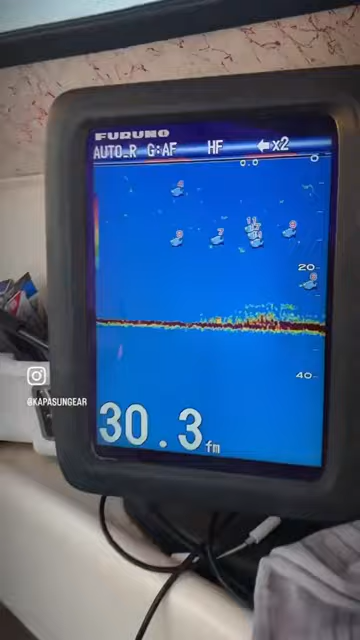 FURUNO
AUTO_R G:AF HF ←x2
0.0 0
20
40
30.3 fm
@KAPASUNGEAR